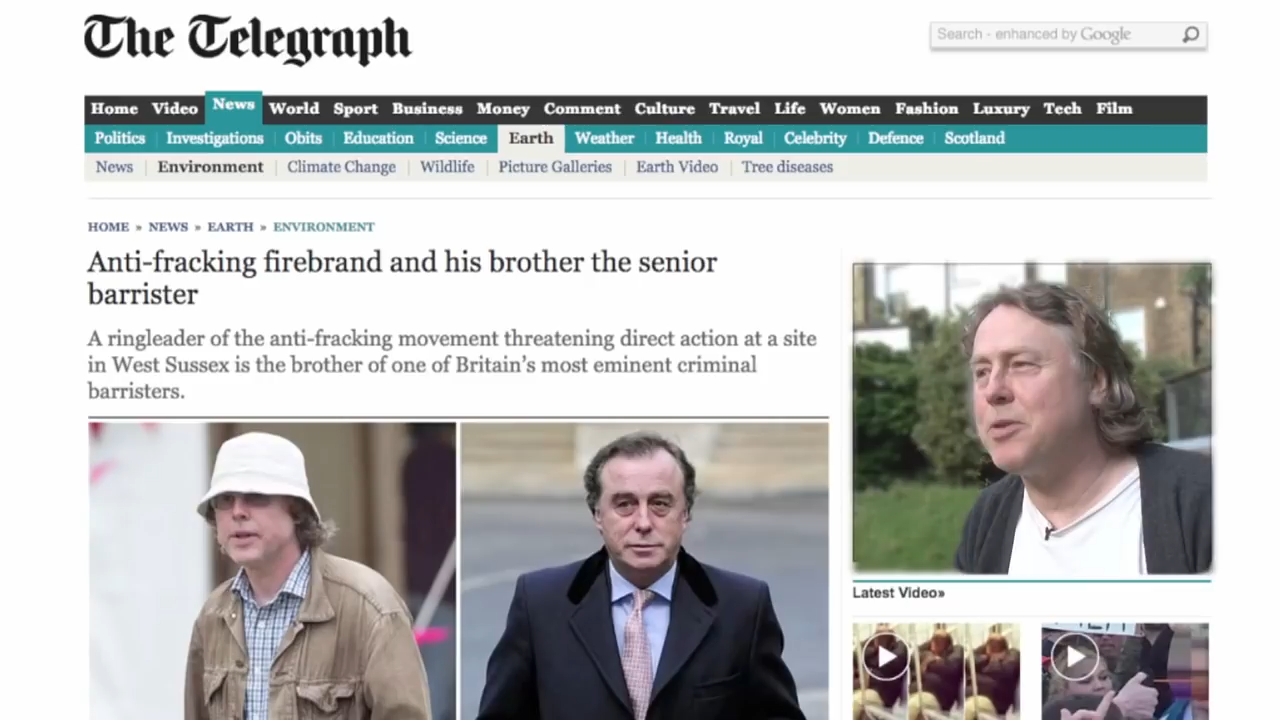 The Telegraph
Search - enhanced by Google
Home Video News World Sport Business Money Comment Culture Travel Life Women Fashion Luxury Tech Film
Politics Investigations Obits Education Science Earth Weather Health Royal Celebrity Defence Scotland
News Environment Climate Change Wildlife Picture Galleries Earth Video Tree diseases
HOME » NEWS » EARTH » ENVIRONMENT
Anti-fracking firebrand and his brother the senior
barrister
A ringleader of the anti-fracking movement threatening direct action at a site
in West Sussex is the brother of one of Britain's most eminent criminal
barristers.
Latest Video»